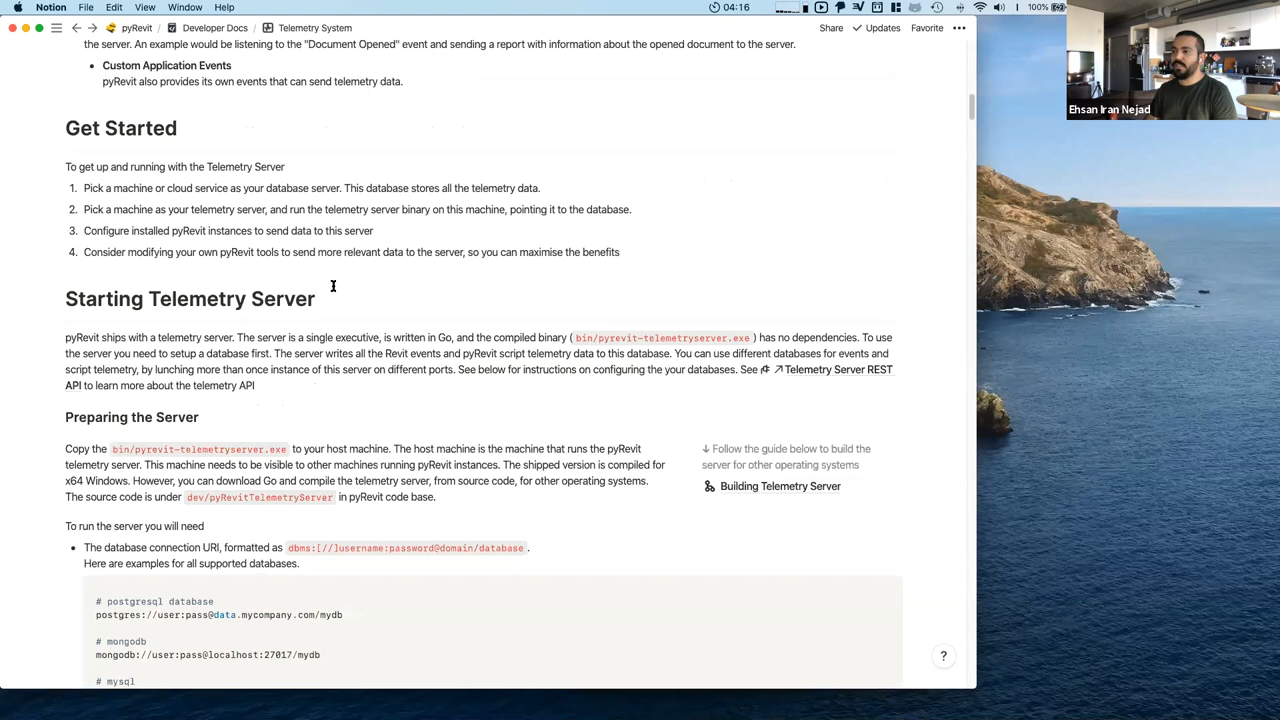 Notion File Edit View Window Help 04:16 100%
pyRevit / Developer Docs / Telemetry System Share Updates Favorite •••
the server. An example would be listening to the "Document Opened" event and sending a report with information about the opened document to the server.
• Custom Application Events
pyRevit also provides its own events that can send telemetry data.
Get Started
To get up and running with the Telemetry Server
1. Pick a machine or cloud service as your database server. This database stores all the telemetry data.
2. Pick a machine as your telemetry server, and run the telemetry server binary on this machine, pointing it to the database.
3. Configure installed pyRevit instances to send data to this server
4. Consider modifying your own pyRevit tools to send more relevant data to the server, so you can maximise the benefits
Starting Telemetry Server
pyRevit ships with a telemetry server. The server is a single executive, is written in Go, and the compiled binary ( bin/pyrevit-telemetryserver.exe ) has no dependencies. To use
the server you need to setup a database first. The server writes all the Revit events and pyRevit script telemetry data to this database. You can use different databases for events and
script telemetry, by lunching more than once instance of this server on different ports. See below for instructions on configuring the your databases. See ↗Telemetry Server REST
API to learn more about the telemetry API
Preparing the Server
Copy the bin/pyrevit-telemetryserver.exe to your host machine. The host machine is the machine that runs the pyRevit
telemetry server. This machine needs to be visible to other machines running pyRevit instances. The shipped version is compiled for
x64 Windows. However, you can download Go and compile the telemetry server, from source code, for other operating systems.
The source code is under dev/pyRevitTelemetryServer in pyRevit code base.
↓ Follow the guide below to build the
server for other operating systems
Building Telemetry Server
To run the server you will need
• The database connection URI, formatted as dbms:[//]username:password@domain/database .
Here are examples for all supported databases.
# postgresql database
postgres://user:pass@data.mycompany.com/mydb
# mongodb
mongodb://user:pass@localhost:27017/mydb
# mysql
?
Ehsan Iran Nejad